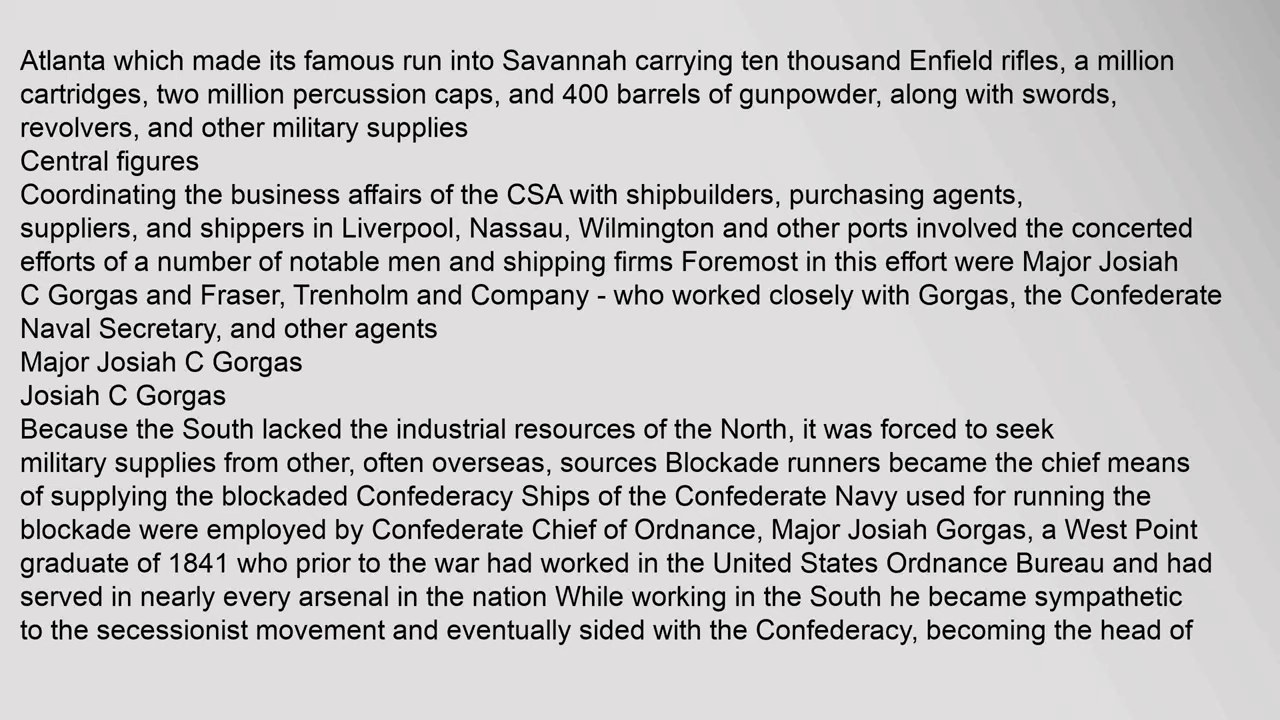 Atlanta which made its famous run into Savannah carrying ten thousand Enfield rifles, a million
cartridges, two million percussion caps, and 400 barrels of gunpowder, along with swords,
revolvers, and other military supplies
Central figures
Coordinating the business affairs of the CSA with shipbuilders, purchasing agents,
suppliers, and shippers in Liverpool, Nassau, Wilmington and other ports involved the concerted
efforts of a number of notable men and shipping firms Foremost in this effort were Major Josiah
C Gorgas and Fraser, Trenholm and Company - who worked closely with Gorgas, the Confederate
Naval Secretary, and other agents
Major Josiah C Gorgas
Josiah C Gorgas
Because the South lacked the industrial resources of the North, it was forced to seek
military supplies from other, often overseas, sources Blockade runners became the chief means
of supplying the blockaded Confederacy Ships of the Confederate Navy used for running the
blockade were employed by Confederate Chief of Ordnance, Major Josiah Gorgas, a West Point
graduate of 1841 who prior to the war had worked in the United States Ordnance Bureau and had
served in nearly every arsenal in the nation While working in the South he became sympathetic
to the secessionist movement and eventually sided with the Confederacy, becoming the head of